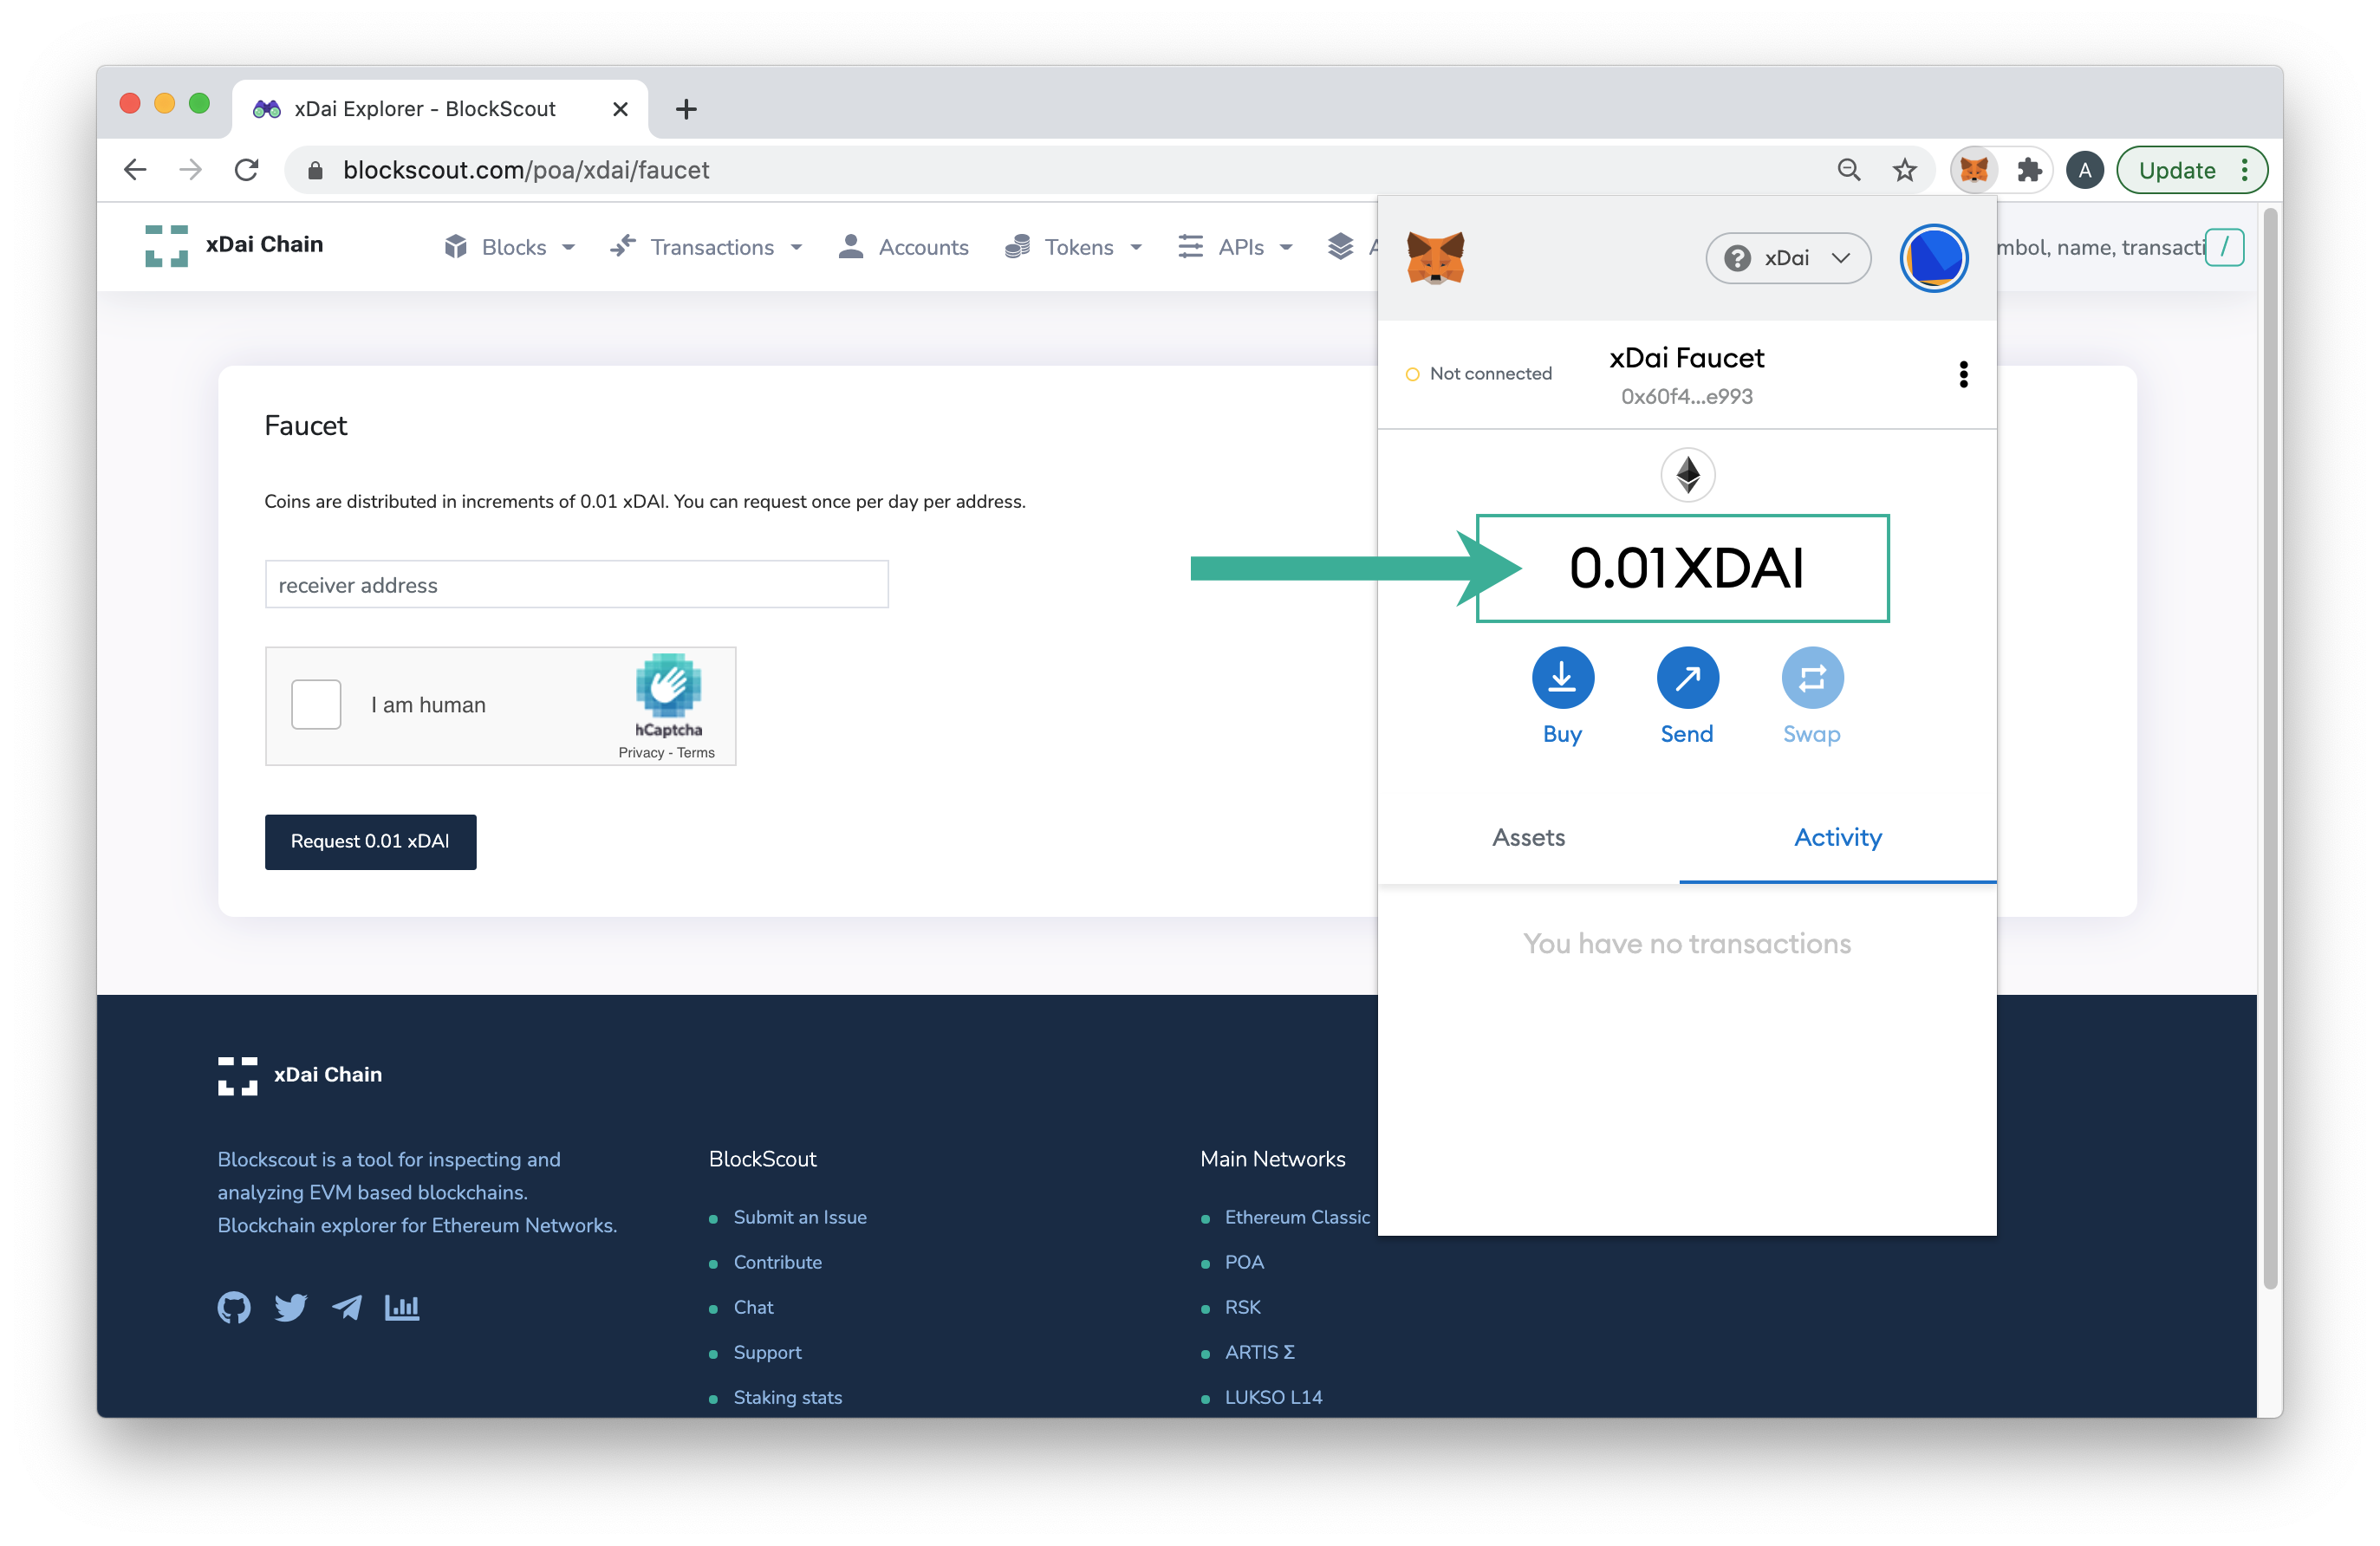 xDai Explorer - BlockScout
blockscout.com/poa/xdai/faucet
A
Update
xDai Chain
Blocks
Transactions
Accounts
Tokens
APIs
mbol, name, transacti
/
xDai
Not connected
xDai Faucet
0x60f4...e993
0.01 XDAI
Buy
Send
Swap
Assets
Activity
You have no transactions
Faucet
Coins are distributed in increments of 0.01 xDAI. You can request once per day per address.
receiver address
I am human
hCaptcha
Privacy - Terms
Request 0.01 xDAI
xDai Chain
Blockscout is a tool for inspecting and
analyzing EVM based blockchains.
Blockchain explorer for Ethereum Networks.
BlockScout
Submit an Issue
Contribute
Chat
Support
Staking stats
Main Networks
Ethereum Classic
POA
RSK
ARTIS Σ
LUKSO L14